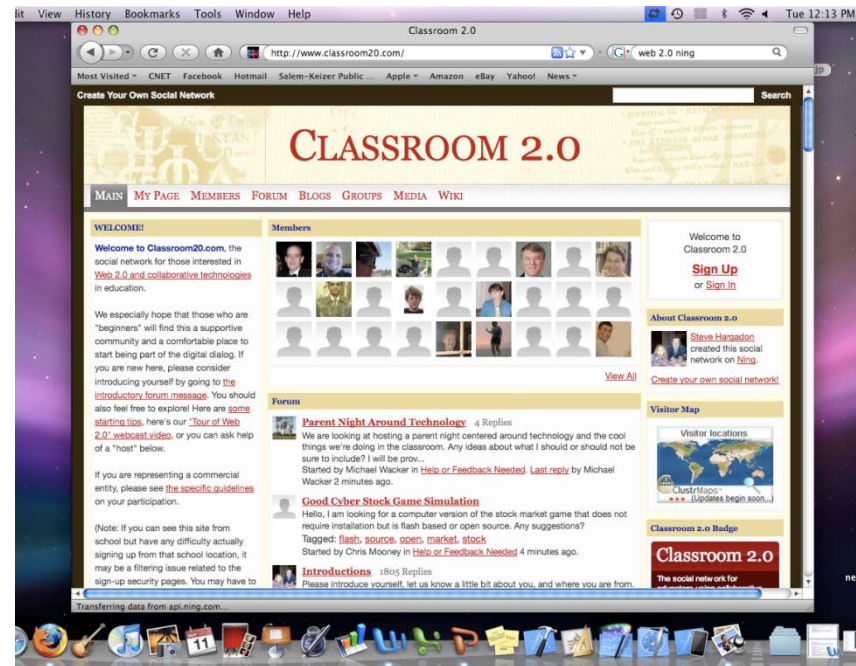 lit View History Bookmarks Tools Window Help Tue 12:13 PM
Classroom 2.0
http://www.classroom20.com/ web 2.0 ning
Most Visited CNET Facebook Hotmail Salem-Keizer Public ... Apple Amazon eBay Yahoo! News
jp
Create Your Own Social Network Search
CLASSROOM 2.0
MAIN MY PAGE MEMBERS FORUM BLOGS GROUPS MEDIA WIKI
WELCOME!
Welcome to Classroom20.com, the
social network for those interested in
Web 2.0 and collaborative technologies
in education.
We especially hope that those who are
"beginners" will find this a supportive
community and a comfortable place to
start being part of the digital dialog. If
you are new here, please consider
introducing yourself by going to the
introductory forum message. You should
also feel free to explore! Here are some
starting tips, here's our "Tour of Web
2.0" webcast video, or you can ask help
of a "host" below.
If you are representing a commercial
entity, please see the specific guidelines
on your participation.
(Note: If you can see this site from
school but have any difficulty actually
signing up from that school location, it
may be a filtering issue related to the
sign-up security pages. You may have to
Members
View All
Forum
Parent Night Around Technology 4 Replies
We are looking at hosting a parent night centered around technology and the cool
things we're doing in the classroom. Any ideas about what I should or should not be
sure to include? I will be prov...
Started by Michael Wacker in Help or Feedback Needed. Last reply by Michael
Wacker 2 minutes ago.
Good Cyber Stock Game Simulation
Hello, I am looking for a computer version of the stock market game that does not
require installation but is flash based or open source. Any suggestions?
Tagged: flash, source, open, market, stock
Started by Chris Mooney in Help or Feedback Needed 4 minutes ago.
Introductions 1805 Replies
Please introduce yourself, let us know a little bit about you, and where you are from.
Welcome to
Classroom 2.0
Sign Up
or Sign In
About Classroom 2.0
Steve Hargadon
created this social
network on Ning.
Create your own social network!
Visitor Map
Visitor locations
ClustrMaps
(Updates begin soon...)
Classroom 2.0 Badge
Classroom 2.0
The social network for
ne
Transferring data from api.ning.com...
11